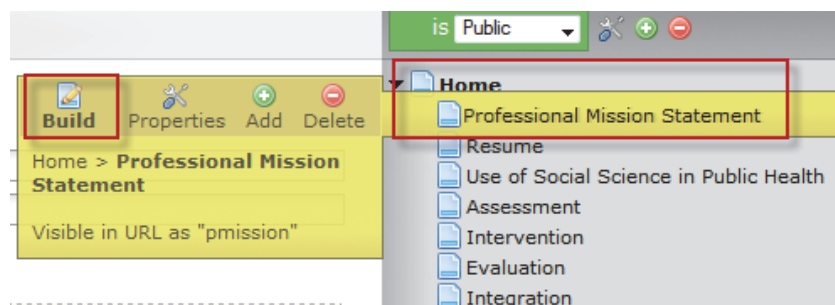 is Public
Build Properties Add Delete
Home > Professional Mission
Statement
Visible in URL as "pmission"
Home
Professional Mission Statement
Resume
Use of Social Science in Public Health
Assessment
Intervention
Evaluation
Integration